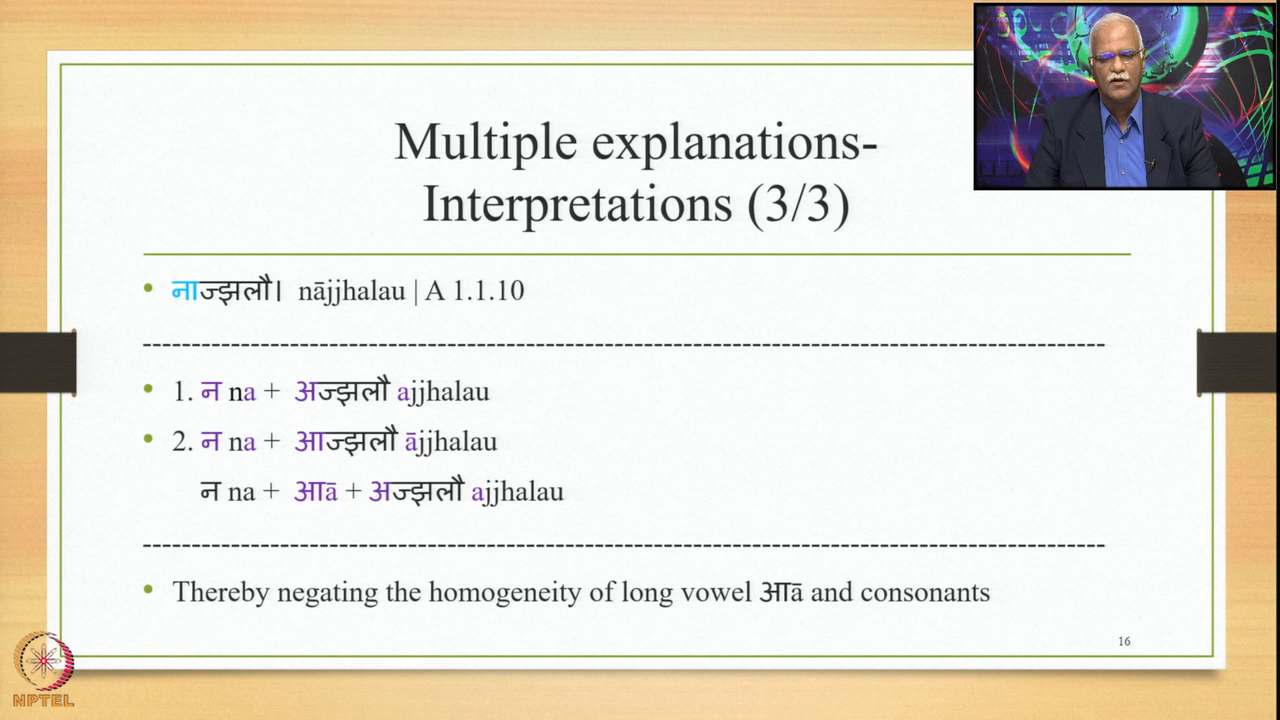 Multiple explanations-
Interpretations (3/3)
• नाज्झलौ। nājjhalau | A 1.1.10
-----------------------------------------------------------------------------------------------
• 1. न na + अज्झलौ ajjhalau
• 2. न na + आज्झलौ ājjhalau
न na + आā + अज्झलौ ajjhalau
-----------------------------------------------------------------------------------------------
• Thereby negating the homogeneity of long vowel आā and consonants
16
NPTEL